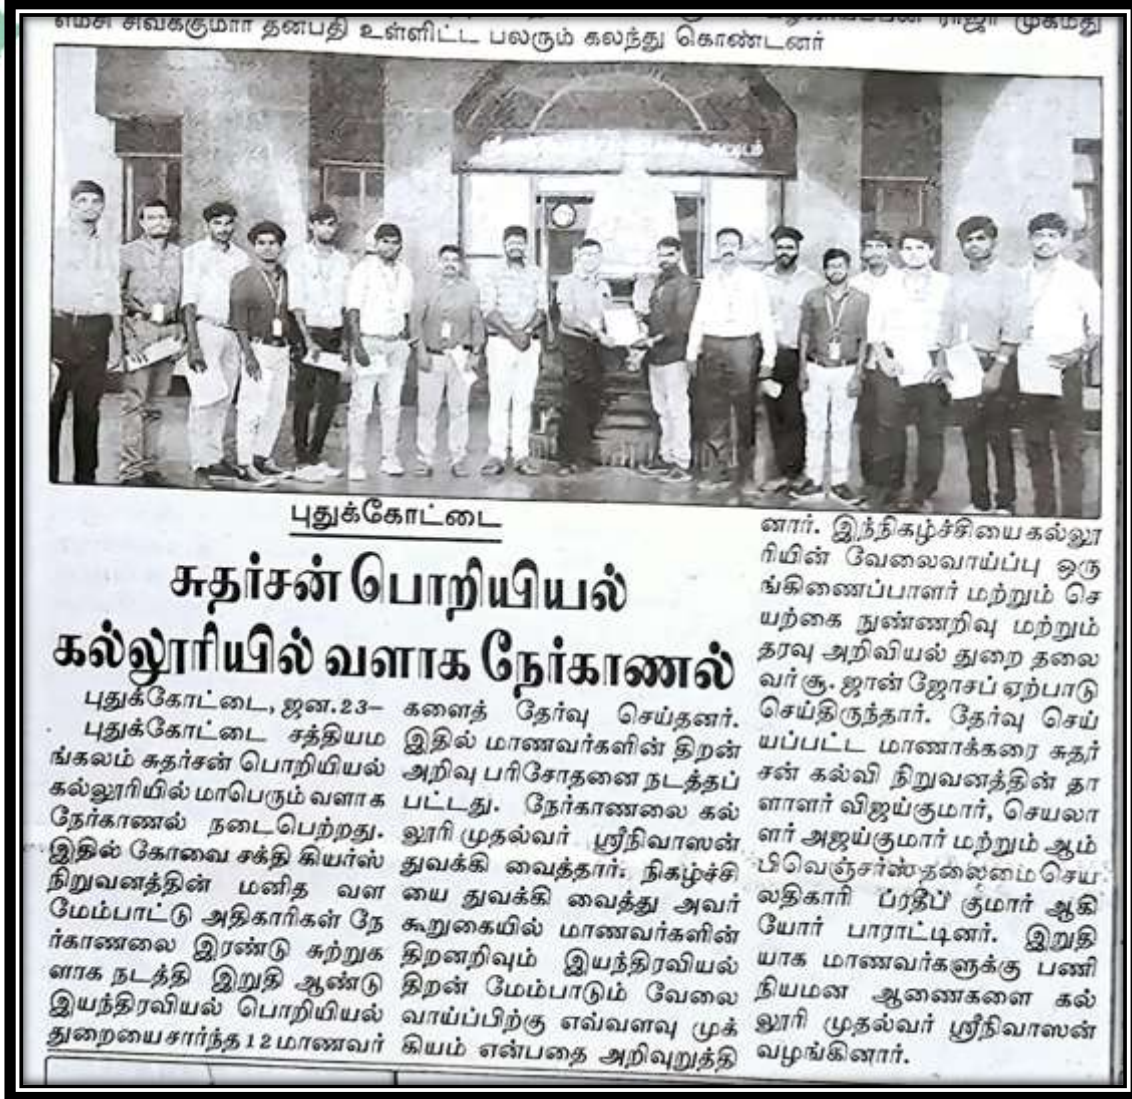 எம்சி சிவக்குமார் தனபதி உள்ளிட்ட பலரும் கலந்து கொண்டனர்
புதுக்கோட்டை
சுதர்சன் பொறியியல்
கல்லூரியில் வளாக நேர்காணல்
புதுக்கோட்டை, ஜன.23–
புதுக்கோட்டை சத்தியம
ங்கலம் சுதர்சன் பொறியியல்
கல்லூரியில் மாபெரும் வளாக
நேர்காணல் நடைபெற்றது.
இதில் கோவை சக்தி கியர்ஸ்
நிறுவனத்தின் மனித வள
மேம்பாட்டு அதிகாரிகள் நே
ர்காணலை இரண்டு சுற்றுக
ளாக நடத்தி இறுதி ஆண்டு
இயந்திரவியல் பொறியியல்
துறையை சார்ந்த 12 மாணவர்
களைத் தேர்வு செய்தனர்.
இதில் மாணவர்களின் திறன்
அறிவு பரிசோதனை நடத்தப்
பட்டது. நேர்காணலை கல்
லூரி முதல்வர் ஸ்ரீநிவாஸன்
துவக்கி வைத்தார். நிகழ்ச்சி
யை துவக்கி வைத்து அவர்
கூறுகையில் மாணவர்களின்
திறனறிவும் இயந்திரவியல்
திறன் மேம்பாடும் வேலை
வாய்ப்பிற்கு எவ்வளவு முக்
கியம் என்பதை அறிவுறுத்தி
னார். இந்நிகழ்ச்சியை கல்லூ
ரியின் வேலைவாய்ப்பு ஒரு
ங்கிணைப்பாளர் மற்றும் செ
யற்கை நுண்ணறிவு மற்றும்
தரவு அறிவியல் துறை தலை
வர் சூ. ஜான் ஜோசப் ஏற்பாடு
செய்திருந்தார். தேர்வு செய்
யப்பட்ட மாணாக்கரை சுதர்
சன் கல்வி நிறுவனத்தின் தா
ளாளர் விஜய்குமார், செயலா
ளர் அஜய்குமார் மற்றும் ஆம்
பிவெஞ்சர்ஸ் தலைமை செய
லதிகாரி ப்ரதீப் குமார் ஆகி
யோர் பாராட்டினர். இறுதி
யாக மாணவர்களுக்கு பணி
நியமன ஆணைகளை கல்
லூரி முதல்வர் ஸ்ரீநிவாஸன்
வழங்கினார்.